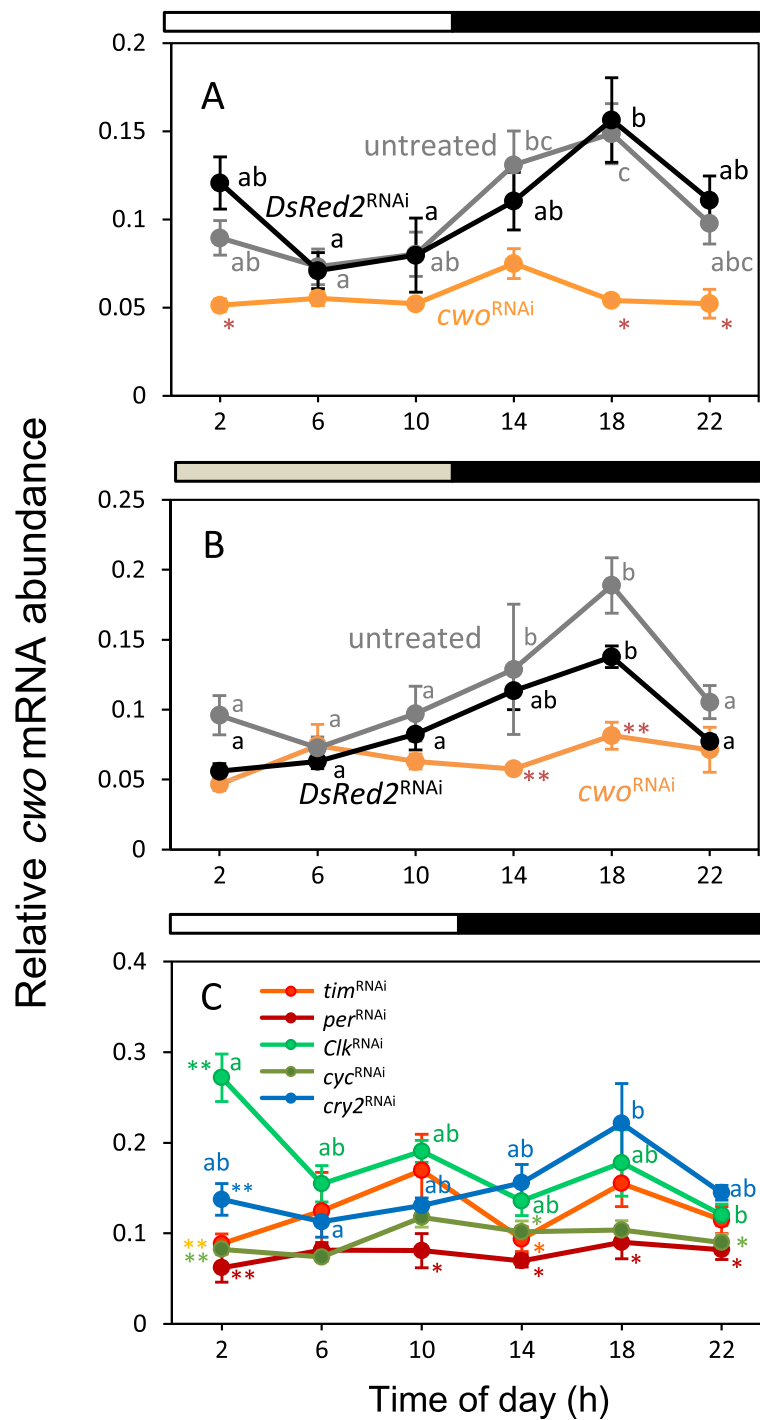 Relative cwo mRNA abundance
A
0.2
0.15
0.1
0.05
0
untreated
DsRed2RNAi
cwoRNAi
ab
ab
a
a
a
ab
bc
ab
b
c
ab
abc
*
*
*
2 6 10 14 18 22
B
0.25
0.2
0.15
0.1
0.05
0
untreated
DsRed2RNAi
cwoRNAi
a
a
a
a
a
a
b
ab
b
b
a
a
**
**
2 6 10 14 18 22
C
0.4
0.3
0.2
0.1
0
timRNAi
perRNAi
ClkRNAi
cycRNAi
cry2RNAi
** a
ab
**
**
**
**
ab
a
ab
ab
*
ab
ab
*
*
*
b
ab
*
ab
b
*
*
2 6 10 14 18 22
Time of day (h)